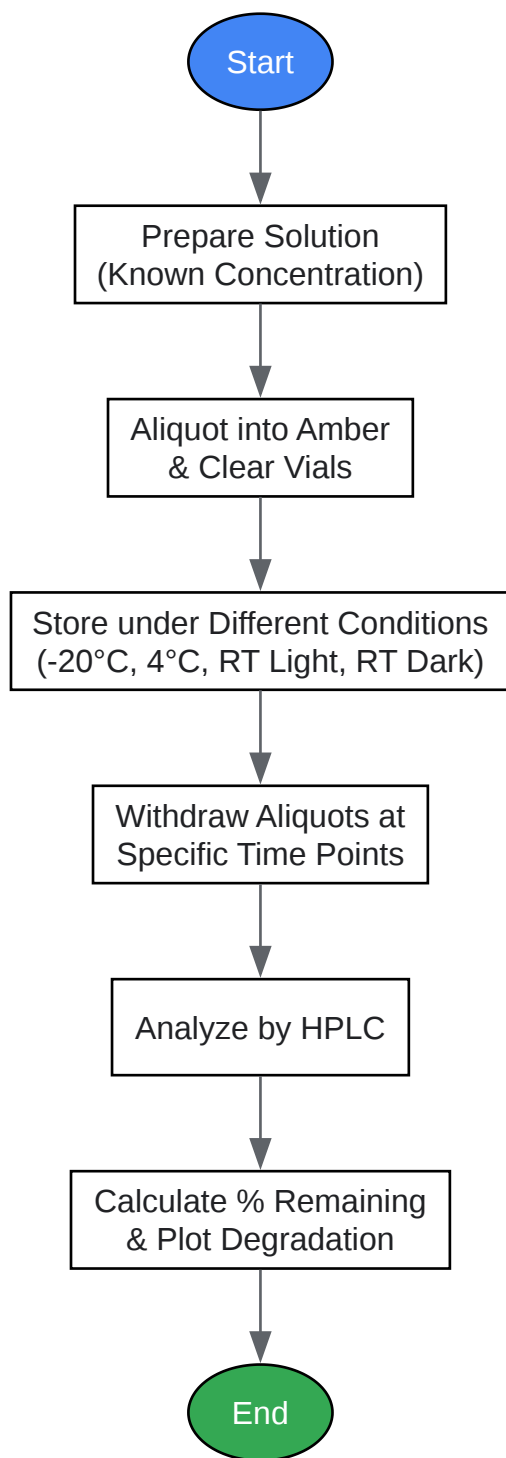 Start
Prepare Solution
(Known Concentration)
Aliquot into Amber
& Clear Vials
Store under Different Conditions
(-20°C, 4°C, RT Light, RT Dark)
Withdraw Aliquots at
Specific Time Points
Analyze by HPLC
Calculate % Remaining
& Plot Degradation
End